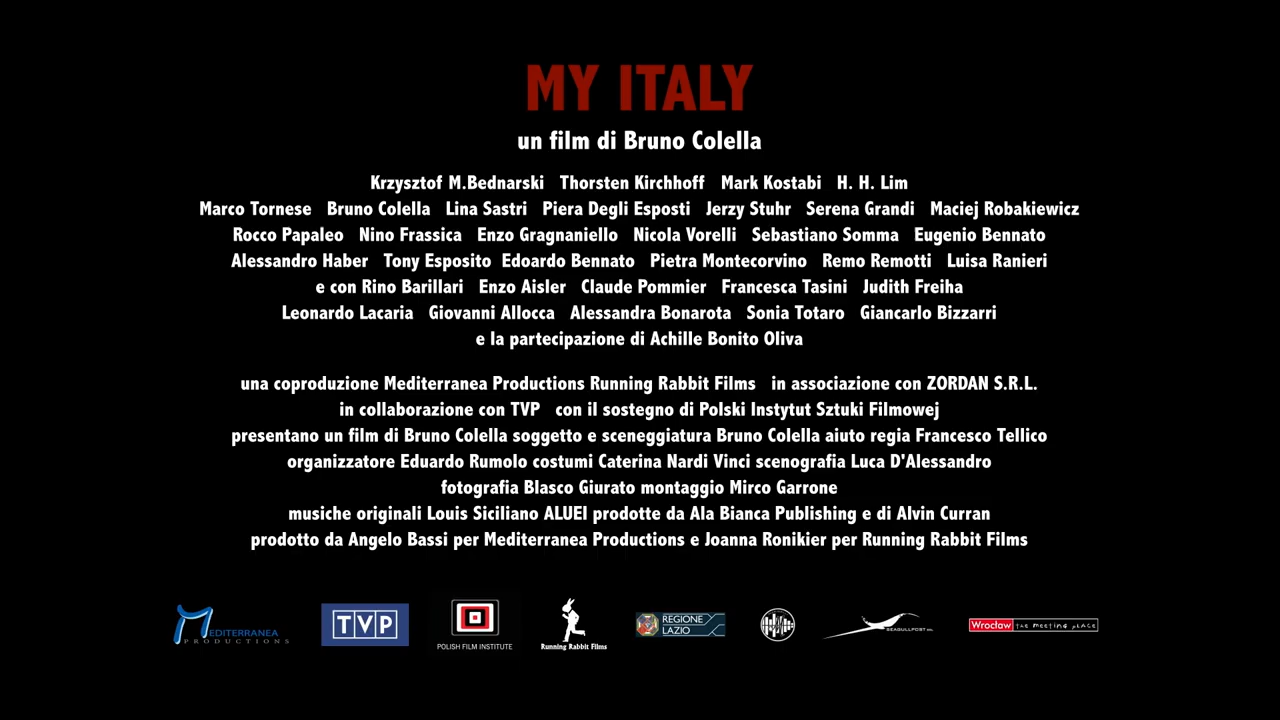 MY ITALY
un film di Bruno Colella
Krzysztof M.Bednarski Thorsten Kirchhoff Mark Kostabi H. H. Lim
Marco Tornese Bruno Colella Lina Sastri Piera Degli Esposti Jerzy Stuhr Serena Grandi Maciej Robakiewicz
Rocco Papaleo Nino Frassica Enzo Gragnaniello Nicola Vorelli Sebastiano Somma Eugenio Bennato
Alessandro Haber Tony Esposito Edoardo Bennato Pietra Montecorvino Remo Remotti Luisa Ranieri
e con Rino Barillari Enzo Aisler Claude Pommier Francesca Tasini Judith Freiha
Leonardo Lacaria Giovanni Allocca Alessandra Bonarota Sonia Totaro Giancarlo Bizzarri
e la partecipazione di Achille Bonito Oliva
una coproduzione Mediterranea Productions Running Rabbit Films in associazione con ZORDAN S.R.L.
in collaborazione con TVP con il sostegno di Polski Instytut Sztuki Filmowej
presentano un film di Bruno Colella soggetto e sceneggiatura Bruno Colella aiuto regia Francesco Tellico
organizzatore Eduardo Rumolo costumi Caterina Nardi Vinci scenografia Luca D'Alessandro
fotografia Blasco Giurato montaggio Mirco Garrone
musiche originali Louis Siciliano ALUEI prodotte da Ala Bianca Publishing e di Alvin Curran
prodotto da Angelo Bassi per Mediterranea Productions e Joanna Ronikier per Running Rabbit Films
MEDITERRANEA
PRODUCTIONS
TVP
POLISH FILM INSTITUTE
Running Rabbit Films
REGIONE
LAZIO
SEAGULLPOST SRL
Wrocław the meeting place